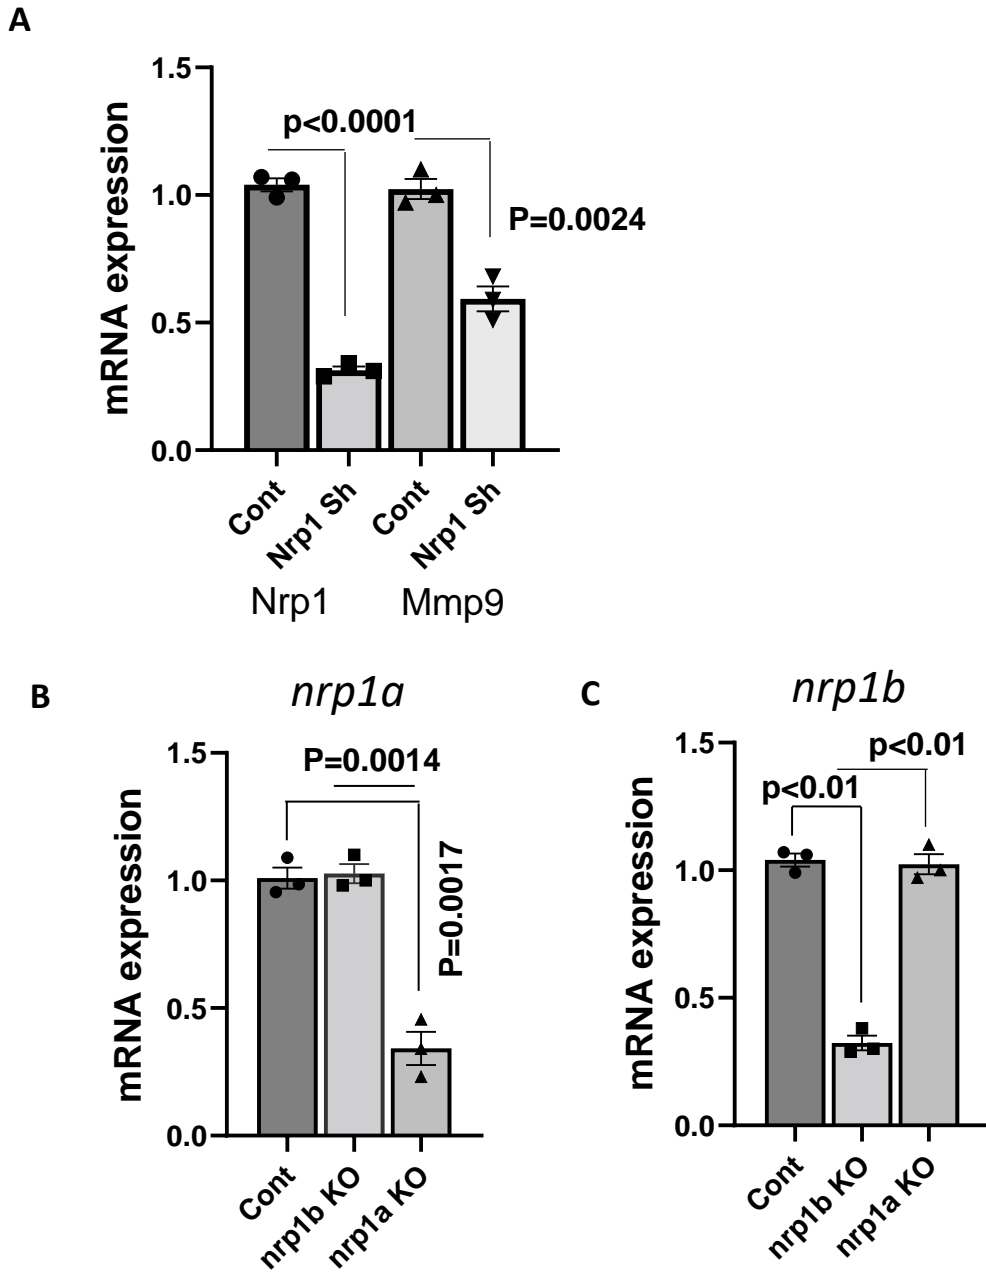 A
mRNA expression
1.5
1.0
0.5
0.0
p<0.0001
P=0.0024
Cont
Nrp1 Sh
Cont
Nrp1 Sh
Nrp1
Mmp9
B
nrp1a
mRNA expression
1.5
1.0
0.5
0.0
P=0.0014
P=0.0017
Cont
nrp1b KO
nrp1a KO
C
nrp1b
mRNA expression
1.5
1.0
0.5
0.0
p<0.01
p<0.01
Cont
nrp1b KO
nrp1a KO